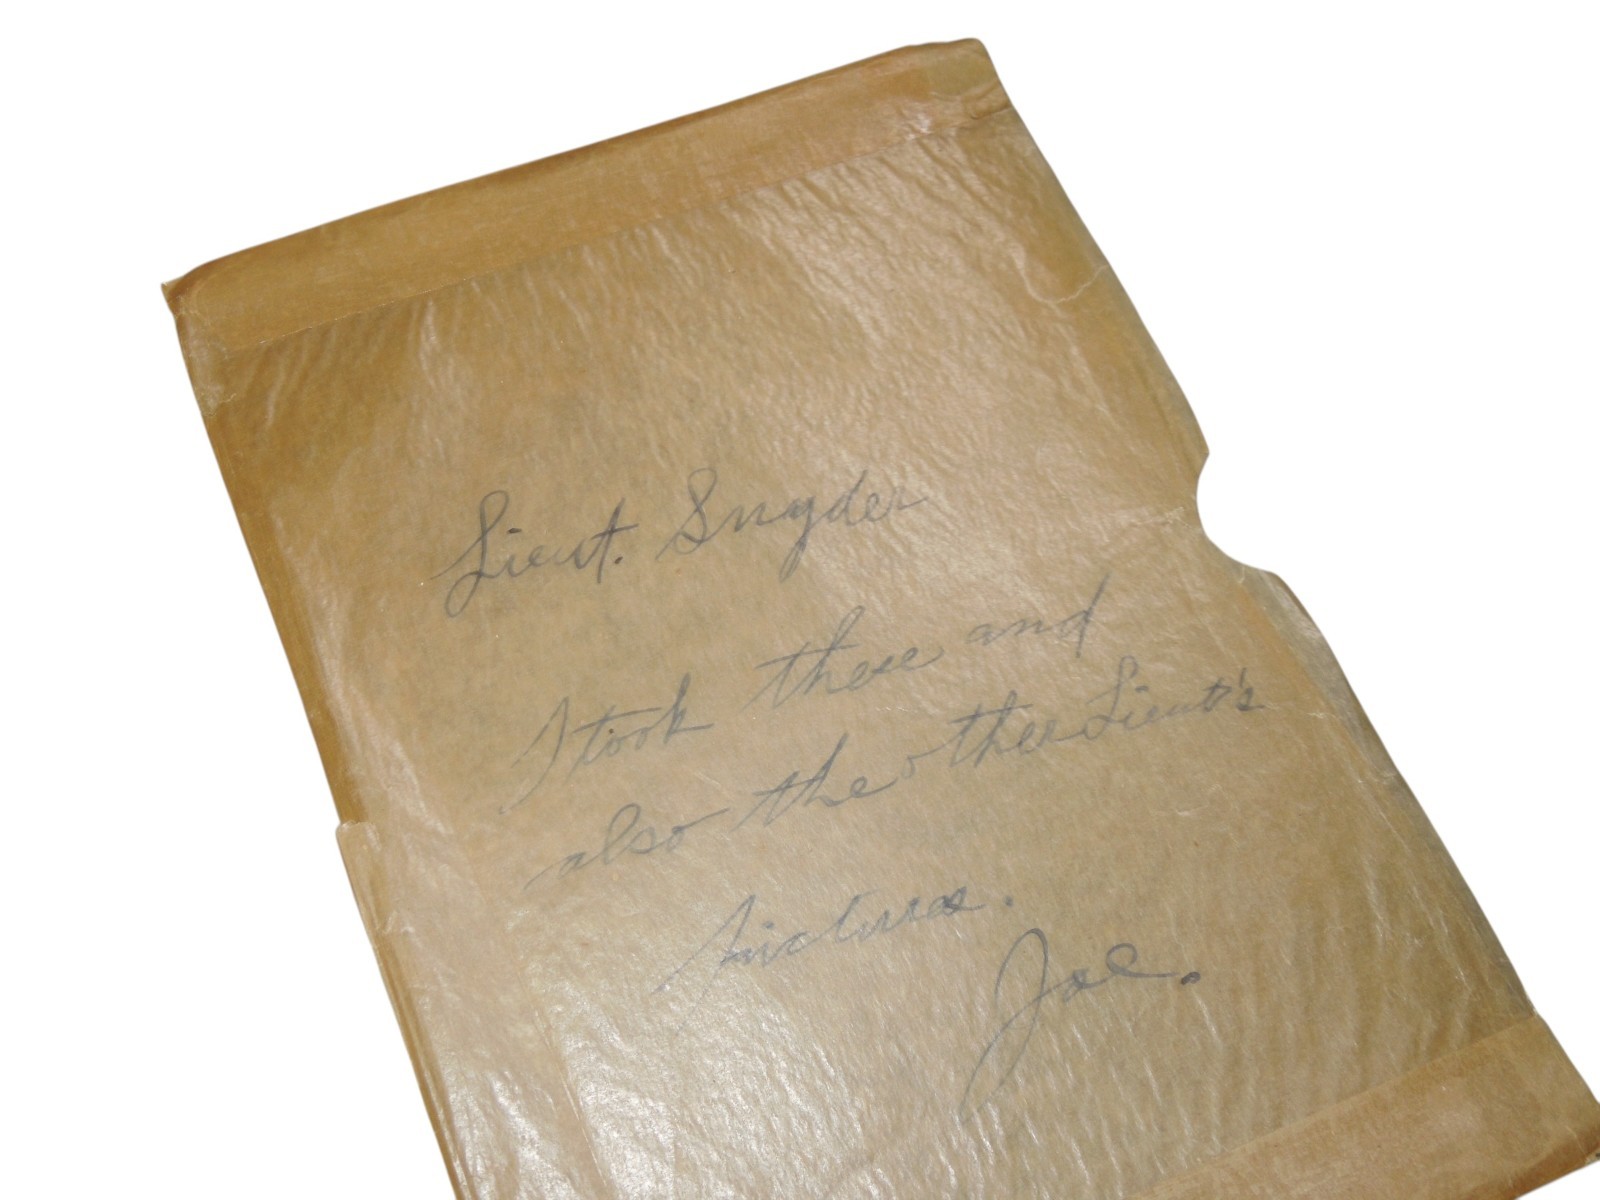 Lieut. Snyder
I took these and
also the other Lieut's
pictures.
Joe.